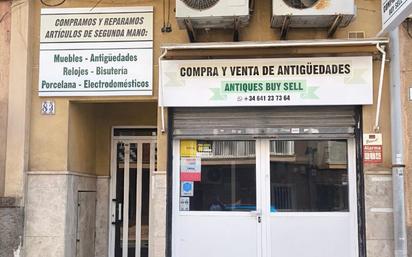 COMPRAMOS Y REPARAMOS
ARTÍCULOS DE SEGUNDA MANO:
Muebles - Antigüedades
Relojes - Bisutería
Porcelana - Electrodomésticos
COMPRA Y VENTA DE ANTIGÜEDADES
ANTIQUES BUY SELL
+34 641 23 73 64
Alarma